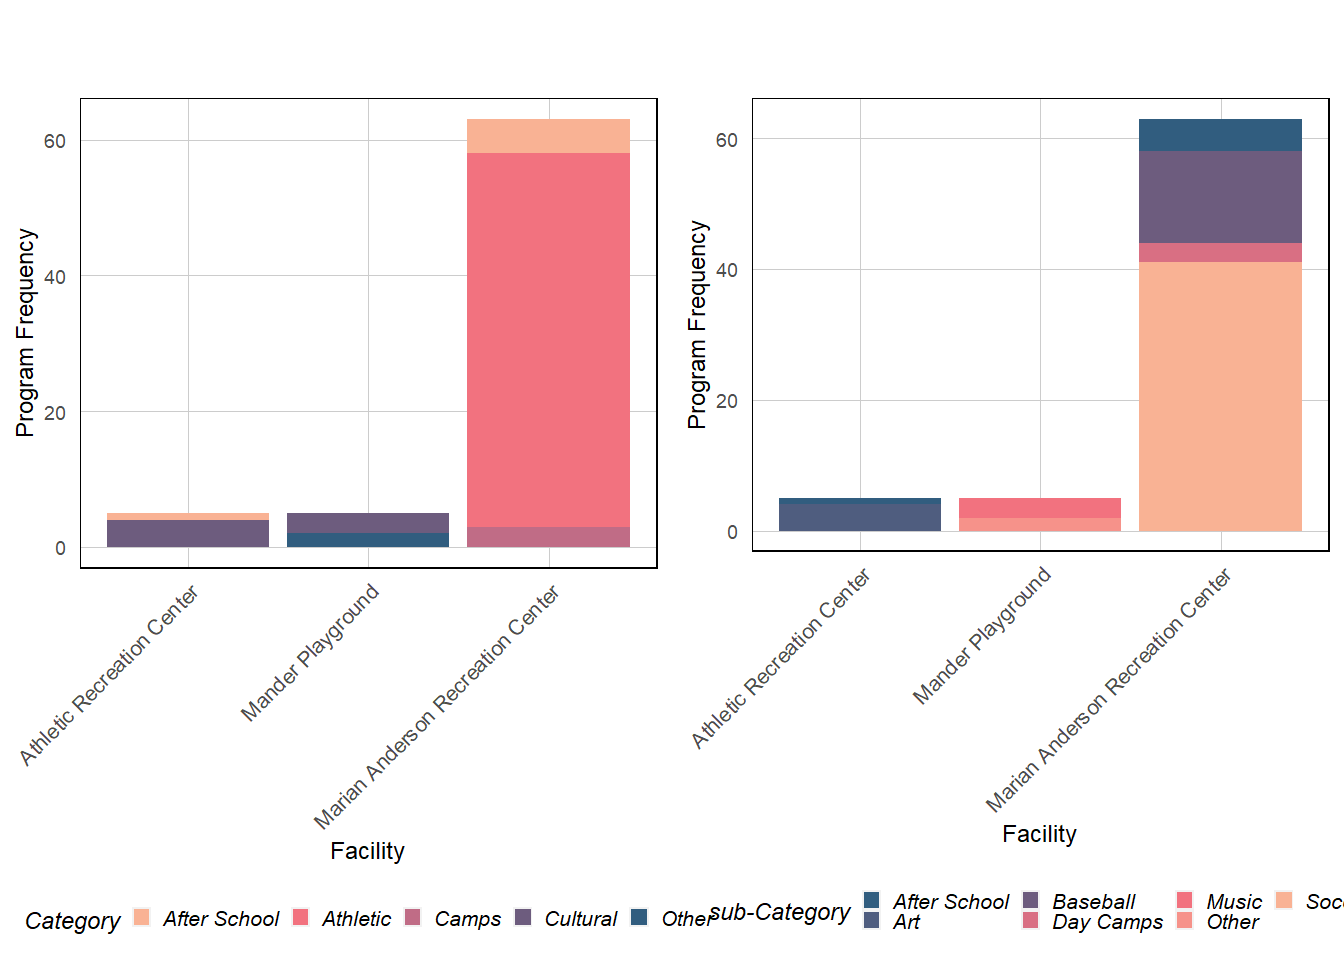 Program Frequency
60
40
20
0
Athletic Recreation Center
Mander Playground
Marian Anderson Recreation Center
Facility
Category
After School
Athletic
Camps
Cultural
Other
Program Frequency
60
40
20
0
Athletic Recreation Center
Mander Playground
Marian Anderson Recreation Center
Facility
sub-Category
After School
Art
Baseball
Day Camps
Music
Other